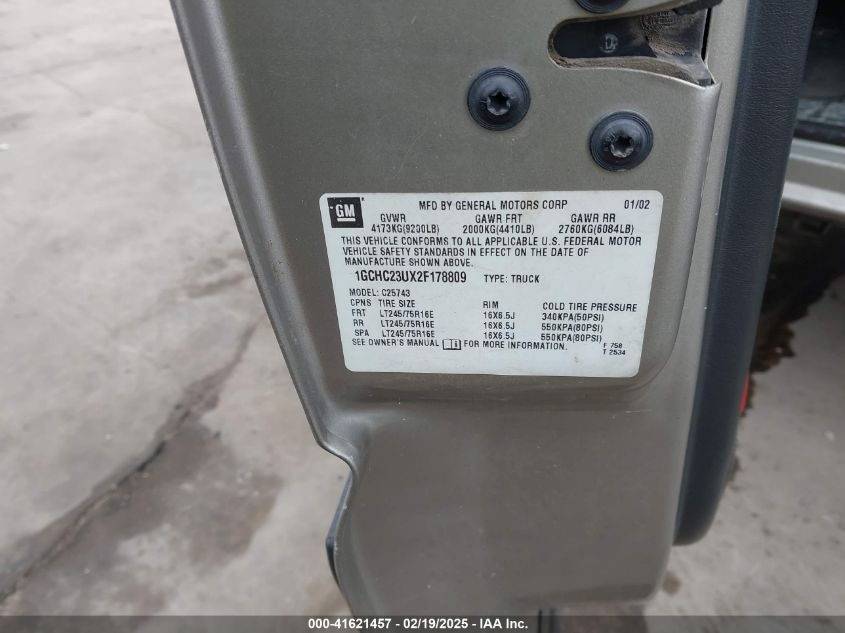 GM
MFD BY GENERAL MOTORS CORP 01/02
GVWR GAWR FRT GAWR RR
4173KG(9200LB) 2000KG(4410LB) 2760KG(6084LB)
THIS VEHICLE CONFORMS TO ALL APPLICABLE U.S. FEDERAL MOTOR
VEHICLE SAFETY STANDARDS IN EFFECT ON THE DATE OF
MANUFACTURE SHOWN ABOVE.
1GCHC23UX2F178809 TYPE: TRUCK
MODEL: C25743
CPNS TIRE SIZE RIM COLD TIRE PRESSURE
FRT LT245/75R16E 16X6.5J 340KPA(50PSI)
RR LT245/75R16E 16X6.5J 550KPA(80PSI)
SPA LT245/75R16E 16X6.5J 550KPA(80PSI)
SEE OWNER'S MANUAL FOR MORE INFORMATION.
F 758
T 2534
000-41621457 - 02/19/2025 - IAAI, Inc.